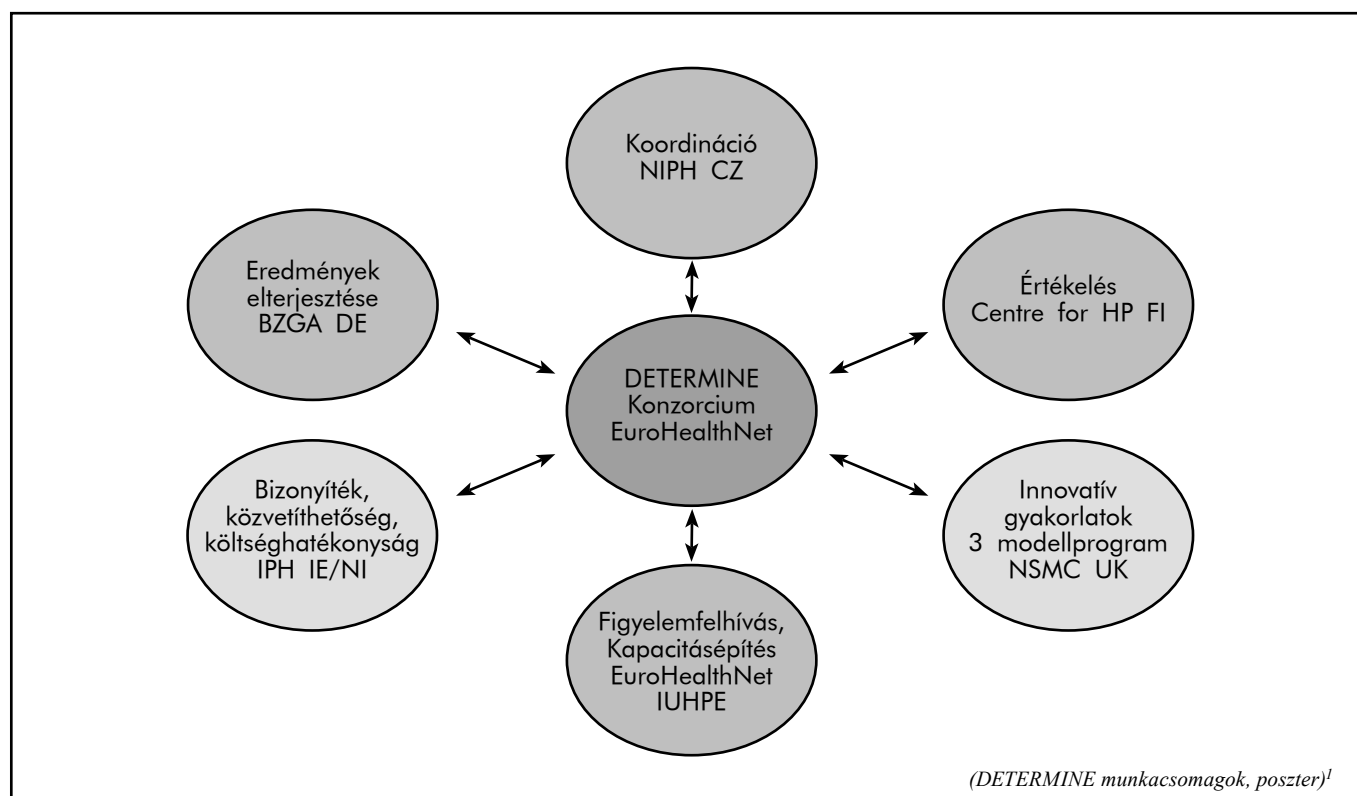 Koordináció
NIPH CZ
Eredmények
elterjesztése
BZGA DE
Értékelés
Centre for HP FI
DETERMINE
Konzorcium
EuroHealthNet
Bizonyíték,
közvetíthetőség,
költséghatékonyság
IPH IE/NI
Innovatív
gyakorlatok
3 modellprogram
NSMC UK
Figyelemfelhívás,
Kapacitásépítés
EuroHealthNet
IUHPE
(DETERMINE munkacsomagok, poszter)¹